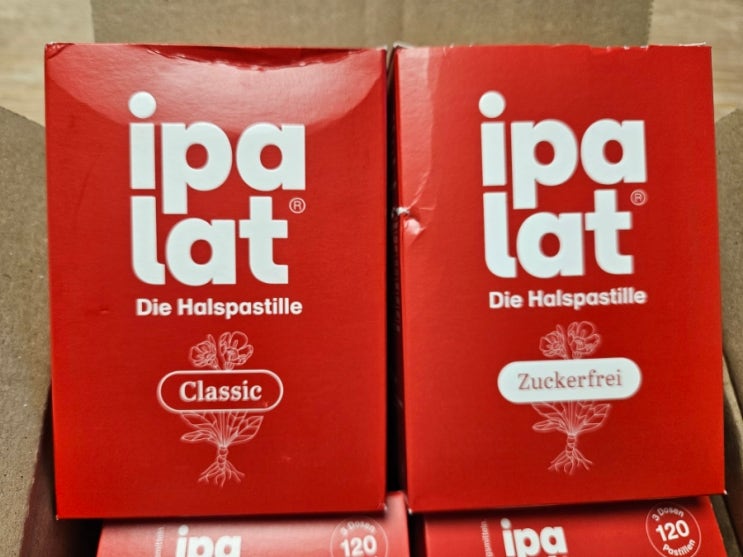 ipa
lat®
Die Halspastille
Classic
ipa
lat®
Die Halspastille
Zuckerfrei
ipa
3 Dosen
120
ipa
3 Dosen
120
Pastillen